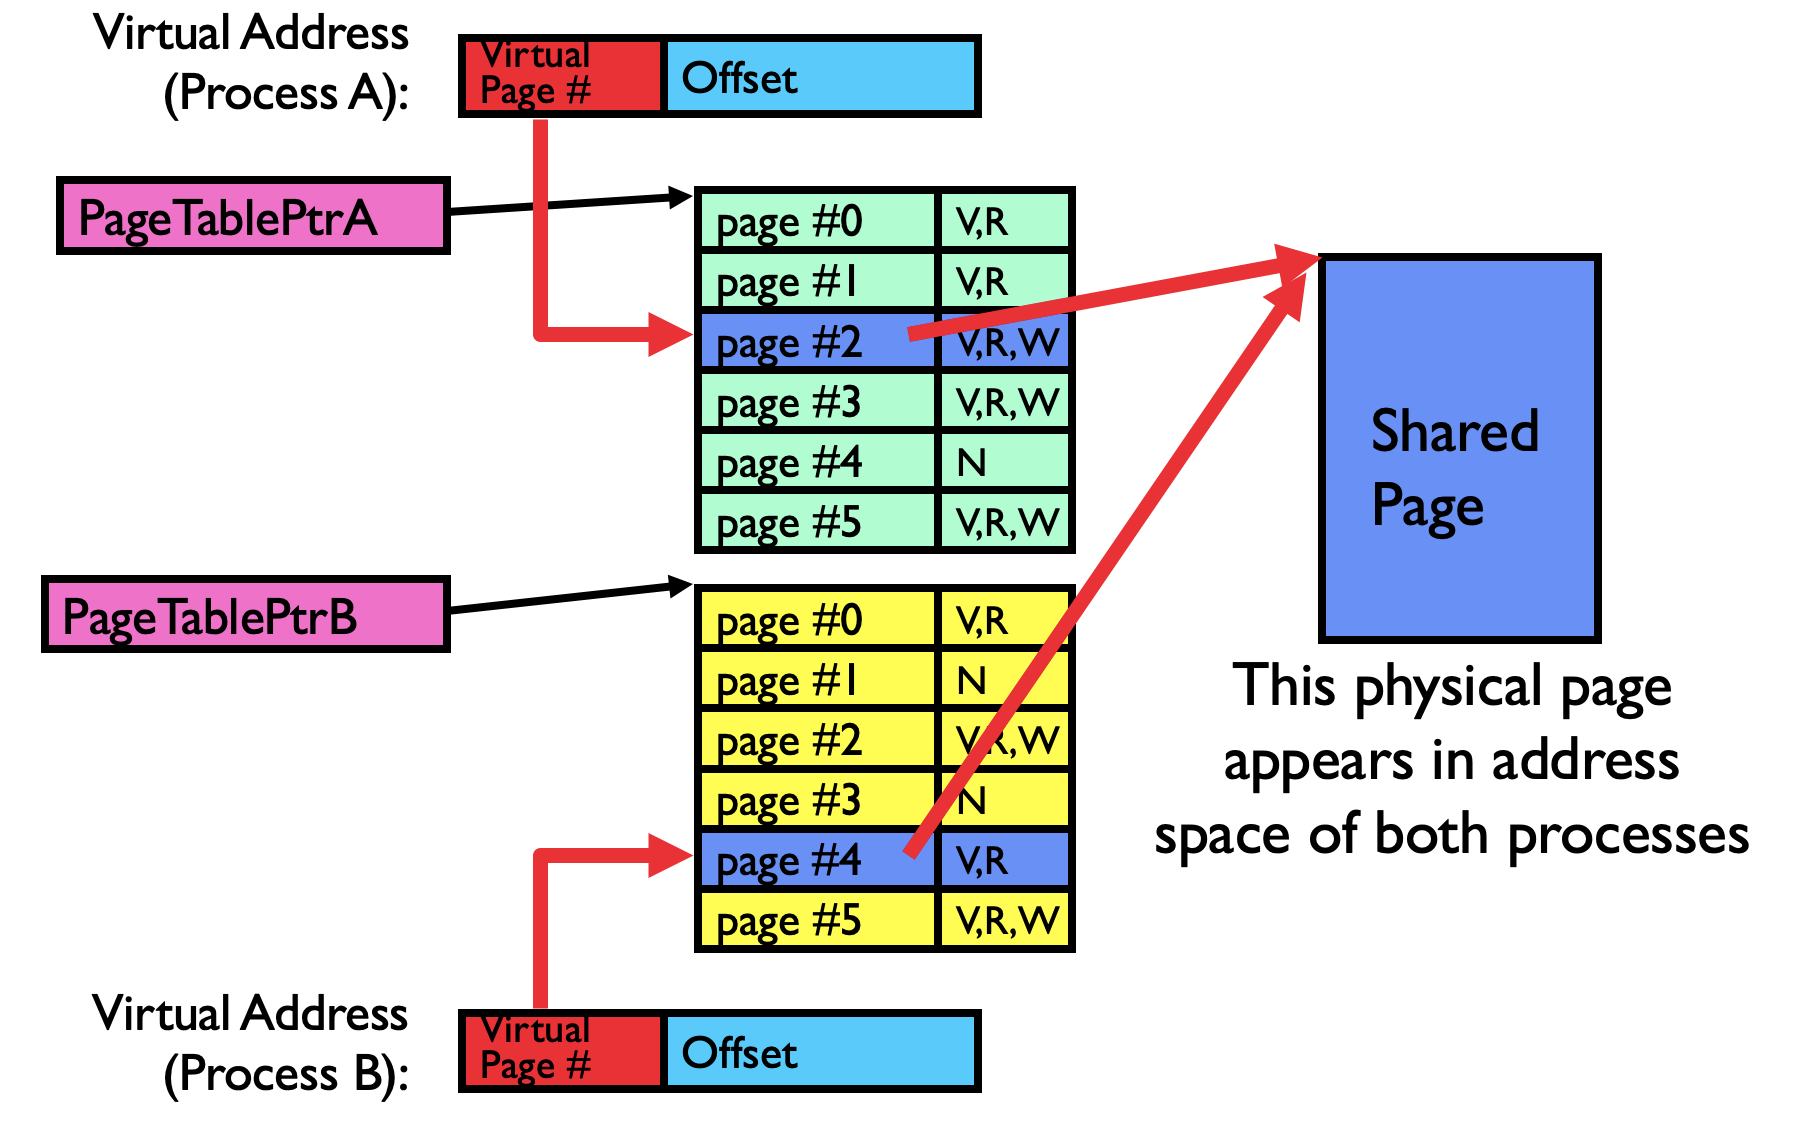 Virtual Address
(Process A):
Virtual
Page #
Offset
PageTablePtrA
page #0 V,R
page #1 V,R
page #2 V,R,W
page #3 V,R,W
page #4 N
page #5 V,R,W
Shared
Page
PageTablePtrB
page #0 V,R
page #1 N
page #2 V,R,W
page #3 N
page #4 V,R
page #5 V,R,W
This physical page
appears in address
space of both processes
Virtual Address
(Process B):
Virtual
Page #
Offset